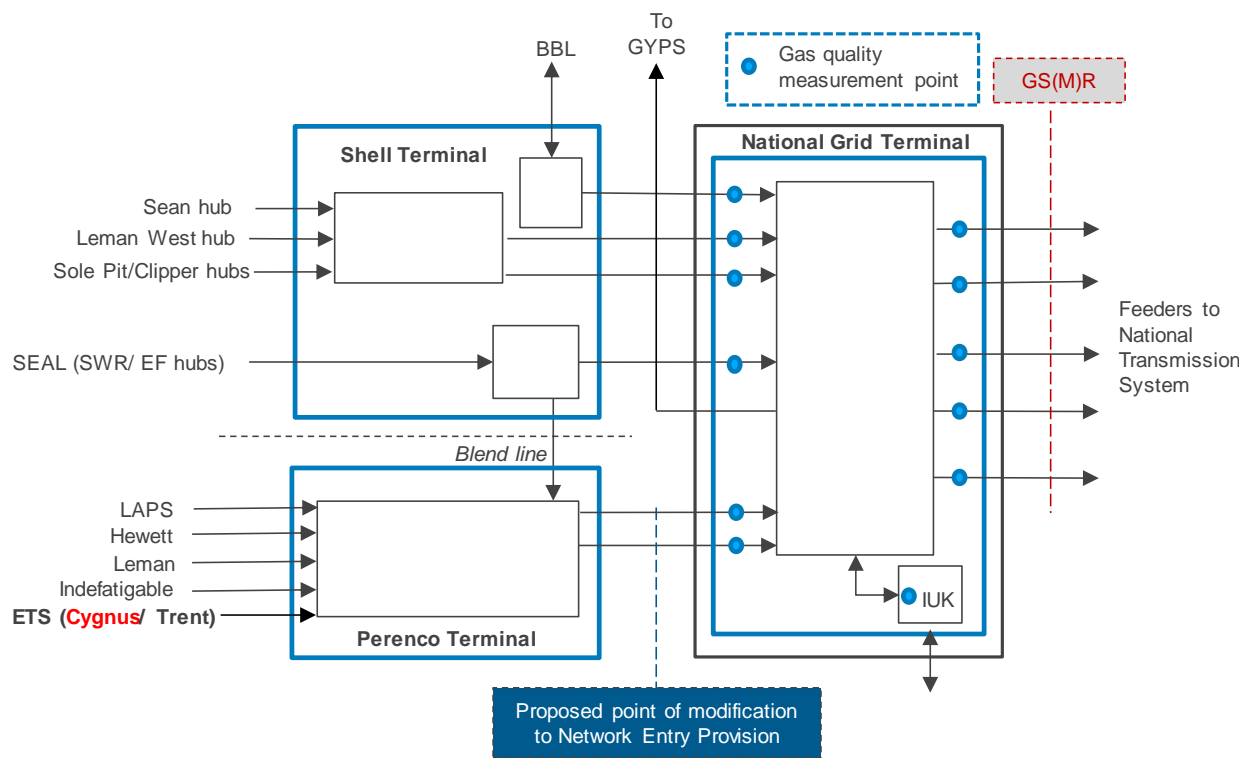 To
GYPS
BBL
Gas quality
measurement point
GS(M)R
Shell Terminal
National Grid Terminal
Sean hub
Leman West hub
Sole Pit/Clipper hubs
SEAL (SWR/ EF hubs)
Feeders to
National
Transmission
System
Blend line
LAPS
Hewett
Leman
Indefatigable
ETS (Cygnus/ Trent)
Perenco Terminal
IUK
Proposed point of modification
to Network Entry Provision